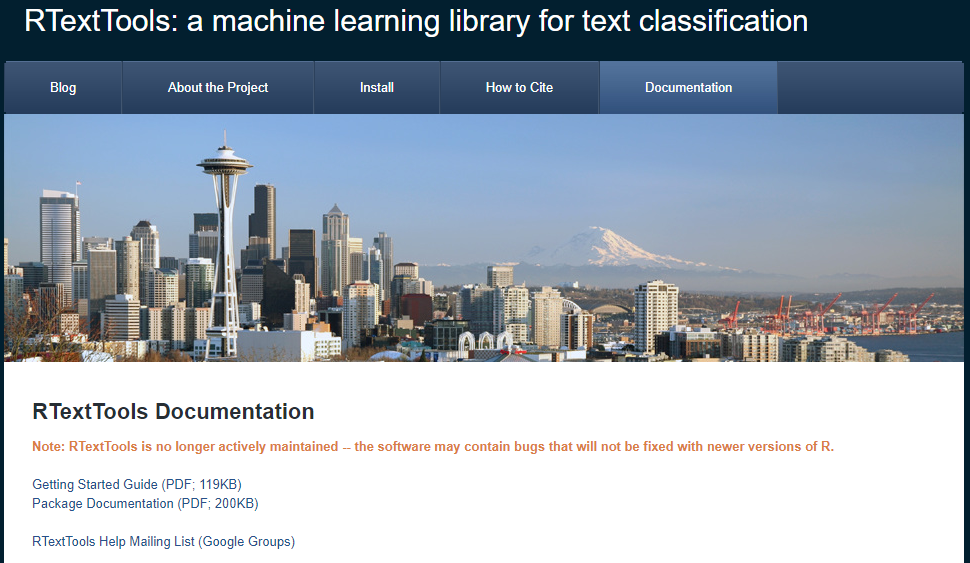 RTextTools: a machine learning library for text classification
Blog
About the Project
Install
How to Cite
Documentation
RTextTools Documentation
Note: RTextTools is no longer actively maintained -- the software may contain bugs that will not be fixed with newer versions of R.
Getting Started Guide (PDF; 119KB)
Package Documentation (PDF; 200KB)
RTextTools Help Mailing List (Google Groups)